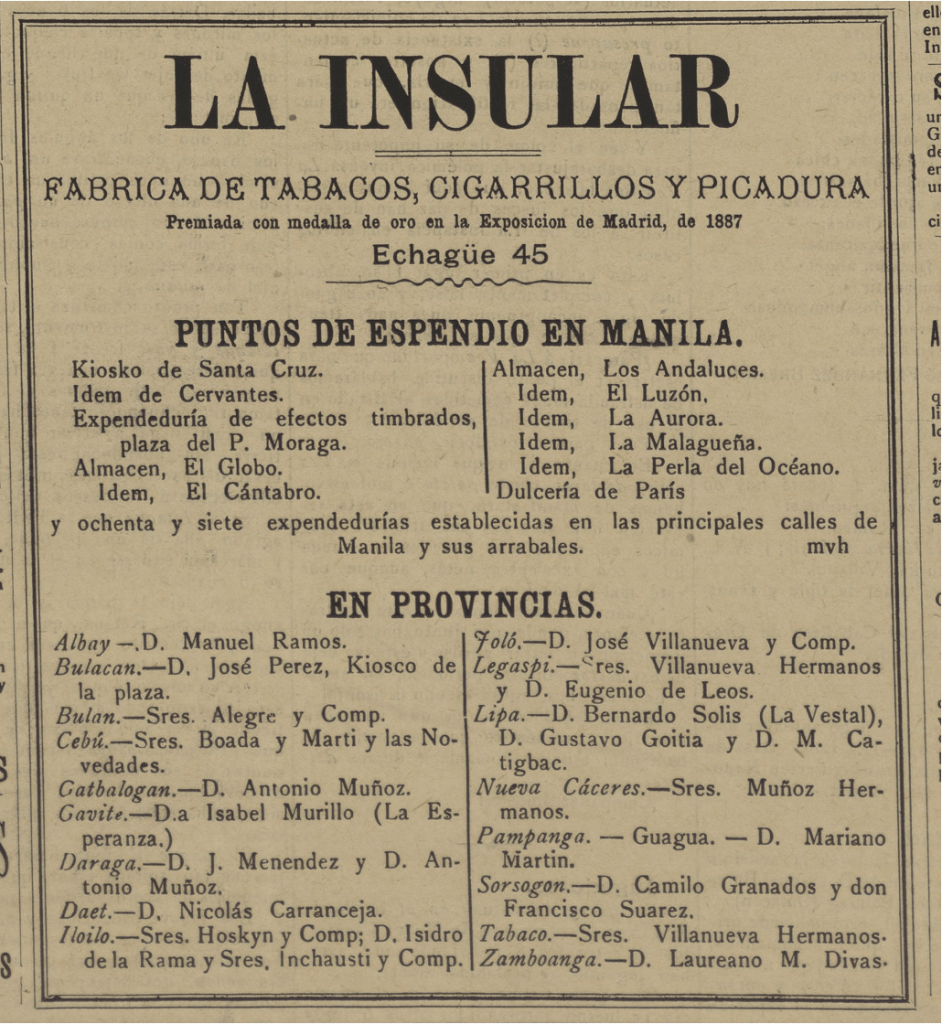 LA INSULAR
FABRICA DE TABACOS, CIGARRILLOS Y PICADURA
Premiada con medalla de oro en la Exposicion de Madrid, de 1887
Echagüe 45
PUNTOS DE ESPENDIO EN MANILA.
Kiosko de Santa Cruz.
Idem de Cervantes.
Expendeduría de efectos timbrados,
plaza del P. Moraga.
Almacen, El Globo.
Idem, El Cántabro.
Almacen, Los Andaluces.
Idem, El Luzón,
Idem, La Aurora.
Idem, La Malagueña.
Idem, La Perla del Océano.
Dulcería de París
y ochenta y siete expendedurías establecidas en las principales calles de
Manila y sus arrabales. mvh
EN PROVINCIAS.
Albay —.D. Manuel Ramos.
Bulacan.—D. José Perez, Kiosco de
la plaza.
Bulan.—Sres. Alegre y Comp.
Cebú.—Sres. Boada y Marti y las No-
vedades.
Catbalogan.—D. Antonio Muñoz.
Cavite.—D.a Isabel Murillo (La Es-
peranza.)
Daraga.—D. J. Menendez y D. An-
tonio Muñoz.
Daet.—D. Nicolás Carranceja.
Iloilo.—Sres. Hoskyn y Comp; D. Isidro
de la Rama y Sres. Inchausti y Comp.
Joló.—D. José Villanueva y Comp.
Legaspi.—Sres. Villanueva Hermanos
y D. Eugenio de Leos.
Lipa.—D. Bernardo Solis (La Vestal),
D. Gustavo Goitia y D. M. Ca-
tigbac.
Nueva Cáceres.—Sres. Muñoz Her-
manos.
Pampanga. — Guagua. — D. Mariano
Martin.
Sorsogon.—D. Camilo Granados y don
Francisco Suarez.
Tabaco.—Sres. Villanueva Hermanos.
Zamboanga.—D. Laureano M. Divas.